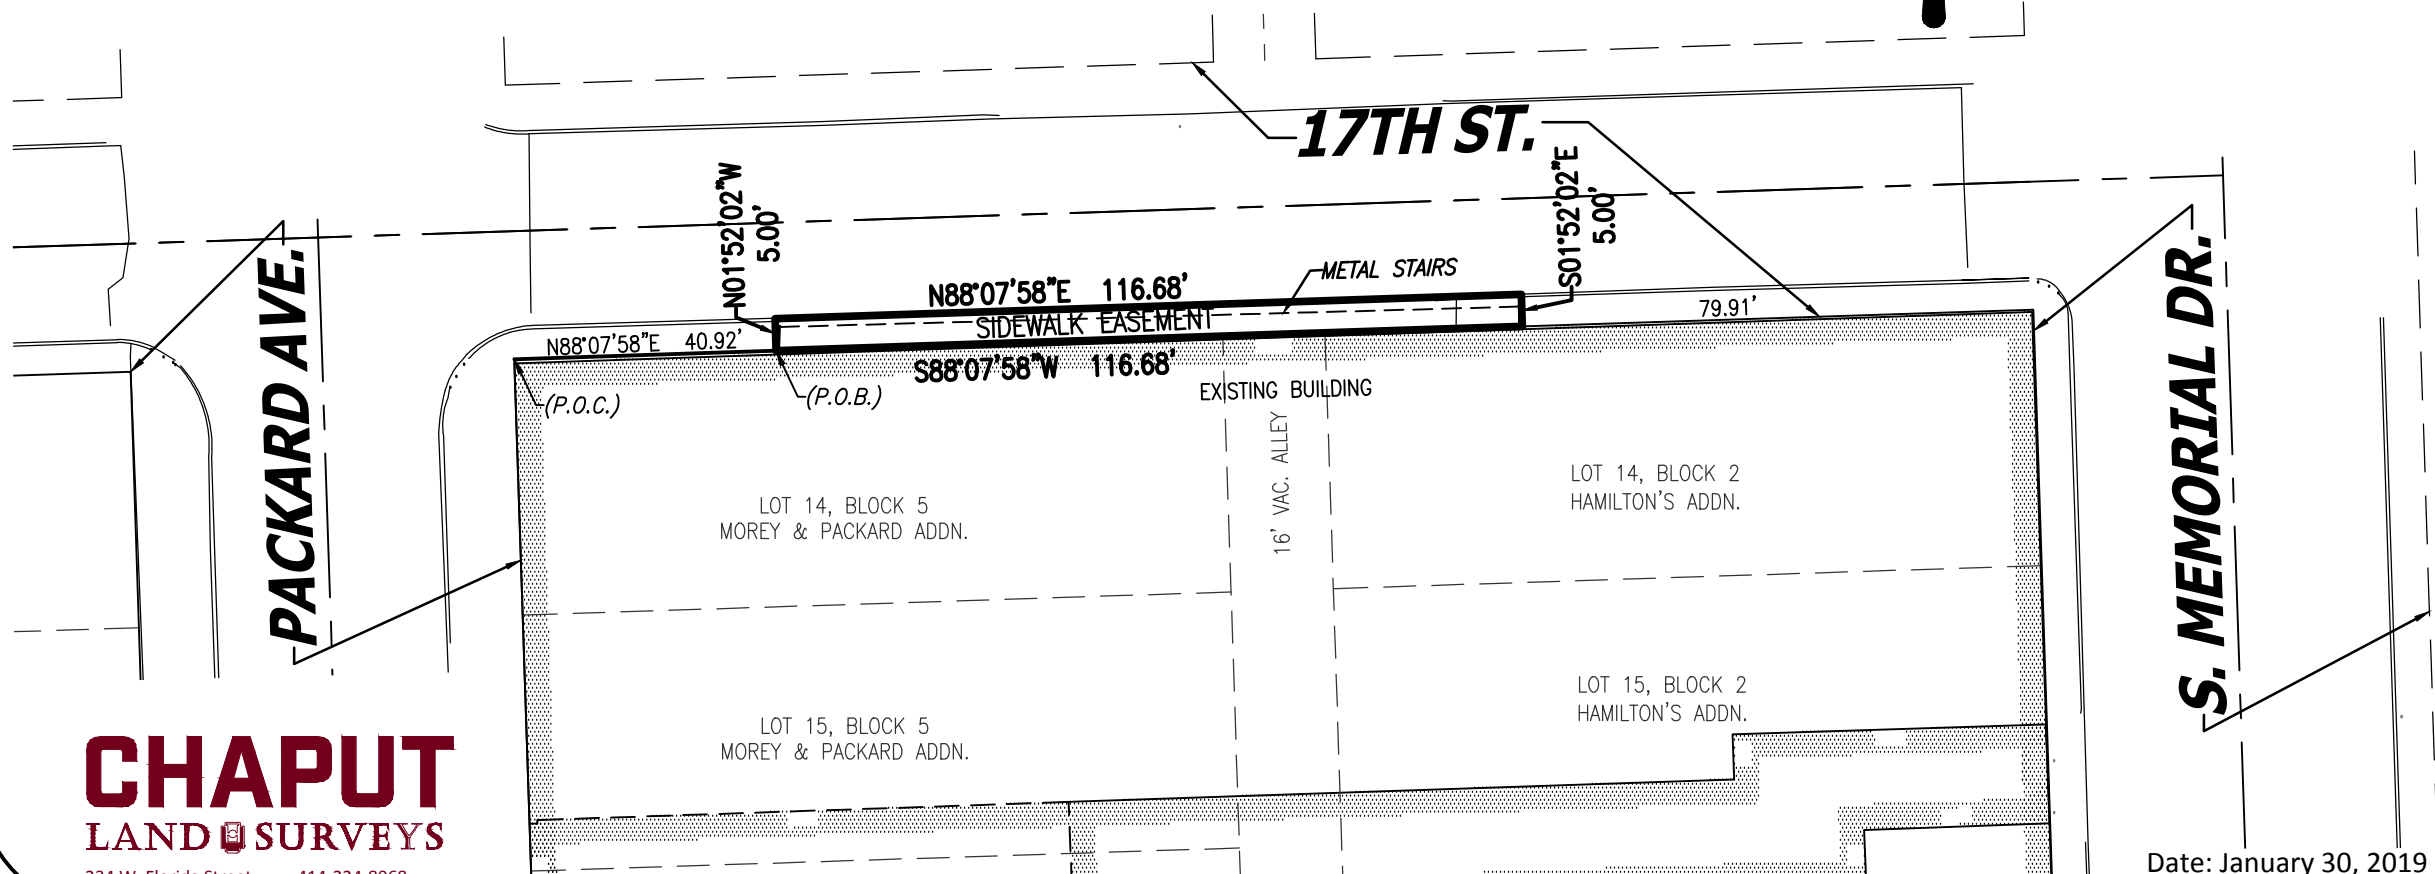 17TH ST.
N01°52'02"W
5.00'
S01°52'02"E
5.00'
METAL STAIRS
N88°07'58"E 116.68'
SIDEWALK EASEMENT
S88°07'58"W 116.68'
N88°07'58"E 40.92'
79.91'
(P.O.C.)
(P.O.B.)
EXISTING BUILDING
PACKARD AVE.
S. MEMORIAL DR.
16' VAC. ALLEY
LOT 14, BLOCK 5
MOREY & PACKARD ADDN.
LOT 14, BLOCK 2
HAMILTON'S ADDN.
LOT 15, BLOCK 5
MOREY & PACKARD ADDN.
LOT 15, BLOCK 2
HAMILTON'S ADDN.
CHAPUT
LAND SURVEYS
Date: January 30, 2019